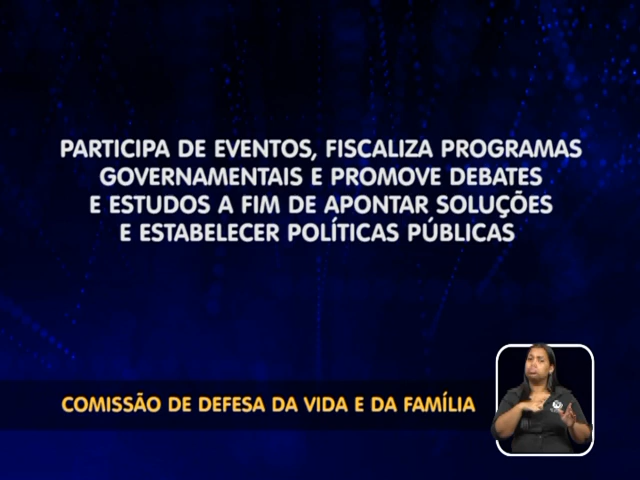 PARTICIPA DE EVENTOS, FISCALIZA PROGRAMAS
GOVERNAMENTAIS E PROMOVE DEBATES
E ESTUDOS A FIM DE APONTAR SOLUÇÕES
E ESTABELECER POLÍTICAS PÚBLICAS
COMISSÃO DE DEFESA DA VIDA E DA FAMÍLIA